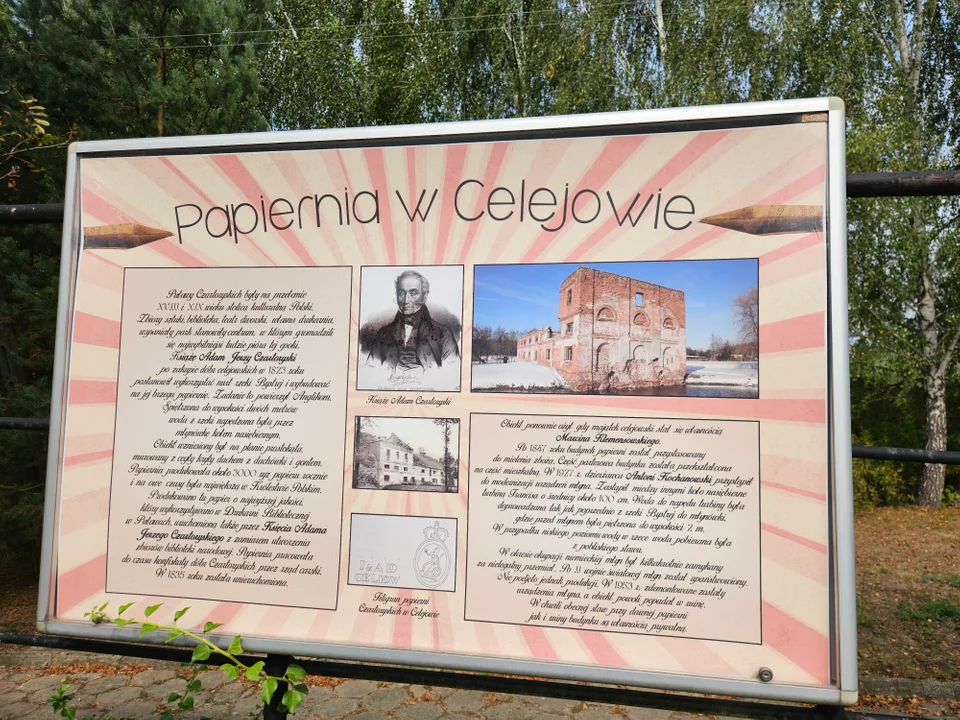 Papiernia w Celejowie
Puławy Czartoryskich były na przełomie
XVIII i XIX wieku stolicą kulturalną Polski.
Zbiory sztuki, biblioteka, teatr dworski, własna drukarnia,
wspaniały park stanowiły centrum, w którym gromadzili
się najwybitniejsi ludzie pióra tej epoki.
Książę Adam Jerzy Czartoryski
po zakupie dóbr celejowskich w 1823 roku
postanowił wykorzystać nurt rzeki Bystrej i wybudować
na jej brzegu papiernię. Zadanie to powierzył Anglikom.
Spiętrzona do wysokości dwóch metrów
woda z rzeki napędzana była przez
młynówkę kołem nasiębiernym.
Obiekt wzniesiony był na planie prostokąta,
murowany z cegły kryty dachem z dachówki i gontem.
Papiernia produkowała około 3000 ryz papieru rocznie
i na owe czasy była największa w Królestwie Polskim.
Produkowano tu papier o najwyższej jakości,
który wykorzystywano w Drukarni Bibliotecznej
w Puławach, uruchomioną także przez Księcia Adama
Jerzego Czartoryskiego z zamiarem utworzenia
zbiorów biblioteki narodowej. Papiernia pracowała
do czasu konfiskaty dóbr Czartoryskich przez rząd carski.
W 1835 roku została unieruchomiona.
Książę Adam Czartoryski
Filigran papierni
Czartoryskich w Celejowie
I & A D
CELEIOW
Obiekt ponownie ożył gdy majątek celejowski stał się własnością
Marcina Klemensowskiego.
Po 1847 roku budynek papierni został przystosowany
do mielenia zboża. Część parterowa budynku została przekształcona
na część mieszkalną. W 1927 r. dzierżawca Antoni Kochanowski przystąpił
do modernizacji urządzeń młyna. Zastąpił między innymi koło nasiębierne
turbiną Francisa o średnicy około 100 cm. Woda do napędu turbiny była
doprowadzana tak jak poprzednio z rzeki Bystrej do młynówki,
gdzie przed młynem była piętrzona do wysokości 2 m.
W przypadku niskiego poziomu wody w rzece woda pobierana była
z pobliskiego stawu.
W okresie okupacji niemieckiej młyn był kilkakrotnie zamykany
za nielegalny przemiał. Po II wojnie światowej młyn został upaństwowiony.
Nie podjęto jednak produkcji. W 1953 r. zdemontowane zostały
urządzenia młyna, a obiekt powoli popadał w ruinę.
W chwili obecnej staw przy dawnej papierni
jak i ruiny budynku są własnością prywatną.